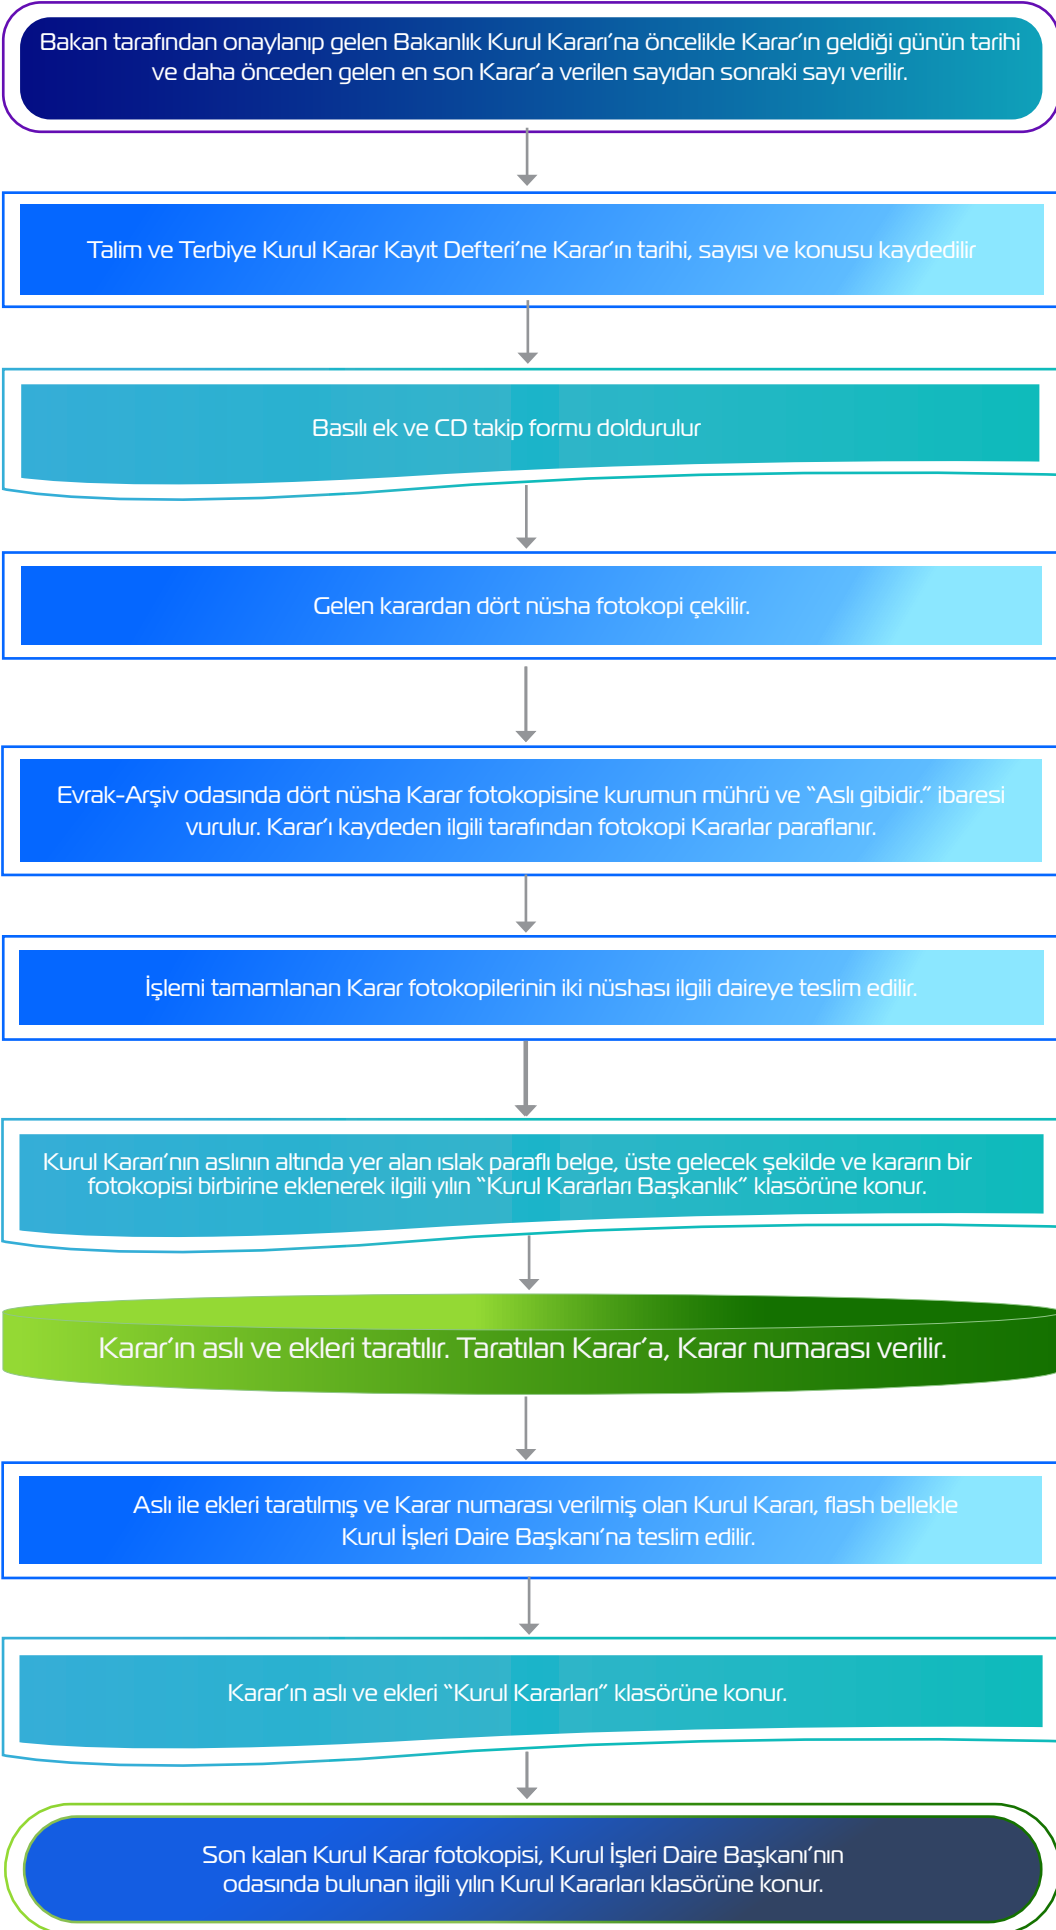 Bakan tarafından onaylanıp gelen Bakanlık Kurul Kararı’na öncelikle Karar’ın geldiği günün tarihi
ve daha önceden gelen en son Karar’a verilen sayıdan sonraki sayı verilir.
Talim ve Terbiye Kurul Karar Kayıt Defteri’ne Karar’ın tarihi, sayısı ve konusu kaydedilir
Basılı ek ve CD takip formu doldurulur
Gelen karardan dört nüsha fotokopi çekilir.
Evrak-Arşiv odasında dört nüsha Karar fotokopisine kurumun mührü ve “Aslı gibidir.” ibaresi
vurulur. Karar’ı kaydeden ilgili tarafından fotokopi Kararlar paraflanır.
İşlemi tamamlanan Karar fotokopilerinin iki nüshası ilgili daireye teslim edilir.
Kurul Kararı’nın aslının altında yer alan ıslak paraflı belge, üste gelecek şekilde ve kararın bir
fotokopisi birbirine eklenerek ilgili yılın “Kurul Kararları Başkanlık” klasörüne konur.
Karar’ın aslı ve ekleri taratılır. Taratılan Karar’a, Karar numarası verilir.
Aslı ile ekleri taratılmış ve Karar numarası verilmiş olan Kurul Kararı, flash bellekle
Kurul İşleri Daire Başkanı’na teslim edilir.
Karar’ın aslı ve ekleri “Kurul Kararları” klasörüne konur.
Son kalan Kurul Karar fotokopisi, Kurul İşleri Daire Başkanı’nın
odasında bulunan ilgili yılın Kurul Kararları klasörüne konur.